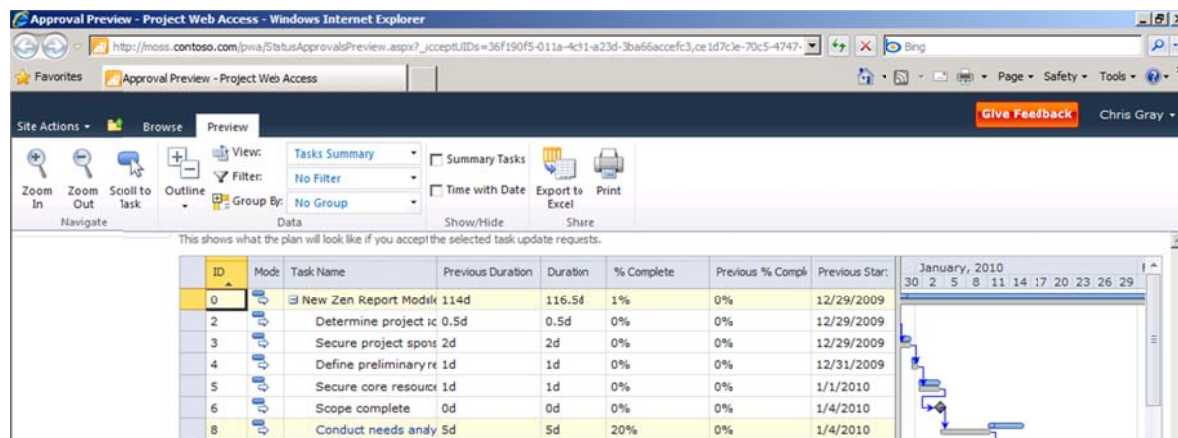 Approval Preview - Project Web Access - Windows Internet Explorer
http://moss.contoso.com/pwa/StatusApprovalsPreview.aspx?_acceptUIDs=36f190f5-011a-4c91-a23d-3ba66accefc3,ce1d7c3e-70c5-4747- Bing
Favorites Approval Preview - Project Web Access Page Safety Tools
Give Feedback Chris Gray
Site Actions Browse Preview
View: Tasks Summary Summary Tasks
Filter: No Filter Time with Date
Group By: No Group
Zoom In Zoom Out Scroll to Task Outline Export to Excel Print
Navigate Data Show/Hide Share
This shows what the plan will look like if you accept the selected task update requests.
January, 2010
ID Mode Task Name Previous Duration Duration % Complete Previous % Compl Previous Start
30 2 5 8 11 14 17 20 23 26 29
0 New Zen Report Module 114d 116.5d 1% 0% 12/29/2009
2 Determine project sc 0.5d 0.5d 0% 0% 12/29/2009
3 Secure project spons 2d 2d 0% 0% 12/29/2009
4 Define preliminary re 1d 1d 0% 0% 12/31/2009
5 Secure core resource 1d 1d 0% 0% 1/1/2010
6 Scope complete 0d 0d 0% 0% 1/4/2010
8 Conduct needs analy 5d 5d 20% 0% 1/4/2010